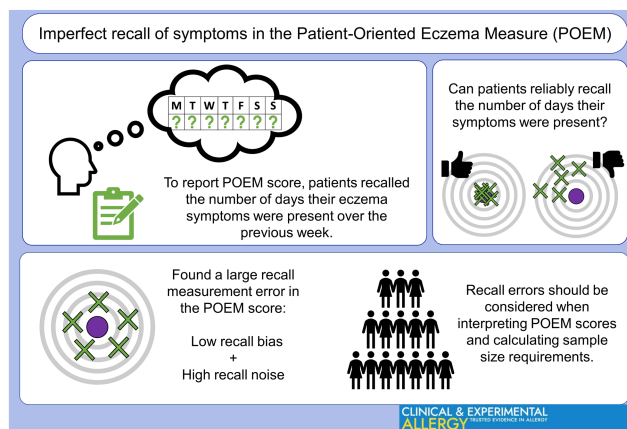 Imperfect recall of symptoms in the Patient-Oriented Eczema Measure (POEM)
M T W T F S S
? ? ? ? ? ? ?
To report POEM score, patients recalled
the number of days their eczema
symptoms were present over the
previous week.
Can patients reliably recall
the number of days their
symptoms were present?
Found a large recall
measurement error in
the POEM score:
Low recall bias
+
High recall noise
Recall errors should be
considered when
interpreting POEM scores
and calculating sample
size requirements.
CLINICAL & EXPERIMENTAL
ALLERGY TRUSTED EVIDENCE IN ALLERGY